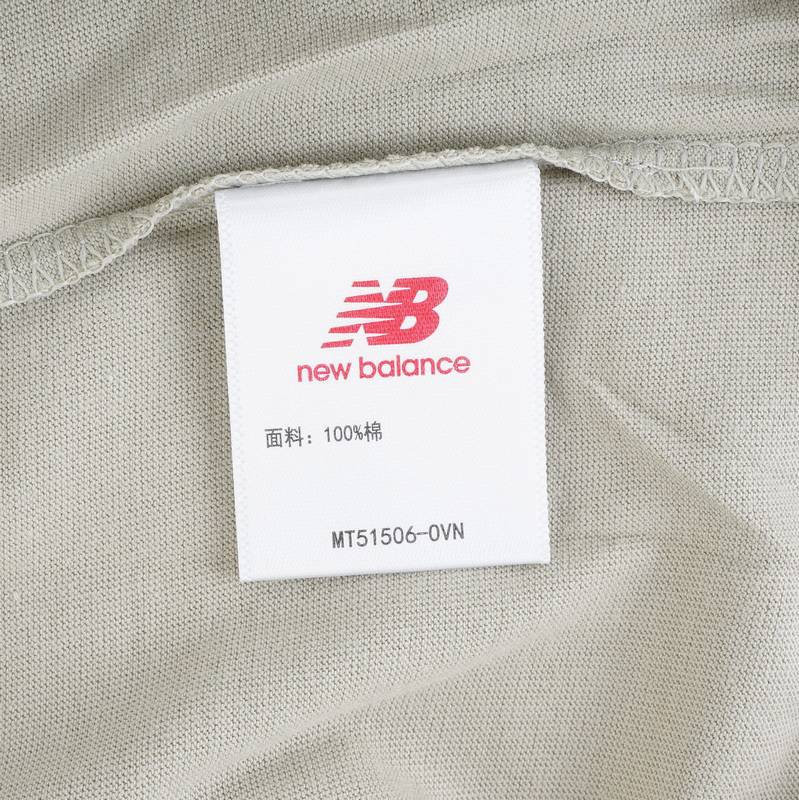 NB
new balance
面料：100%棉
MT51506-0VN